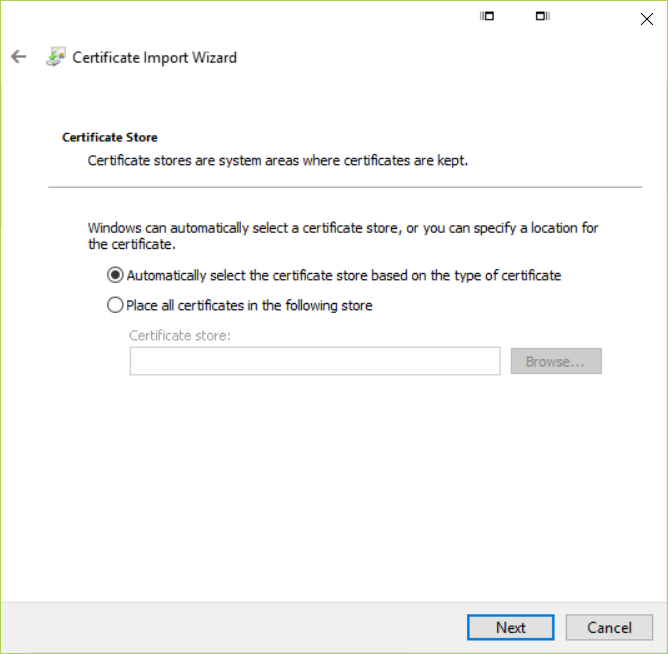 Certificate Import Wizard
Certificate Store
Certificate stores are system areas where certificates are kept.
Windows can automatically select a certificate store, or you can specify a location for
the certificate.
Automatically select the certificate store based on the type of certificate
Place all certificates in the following store
Certificate store:
Browse...
Next
Cancel